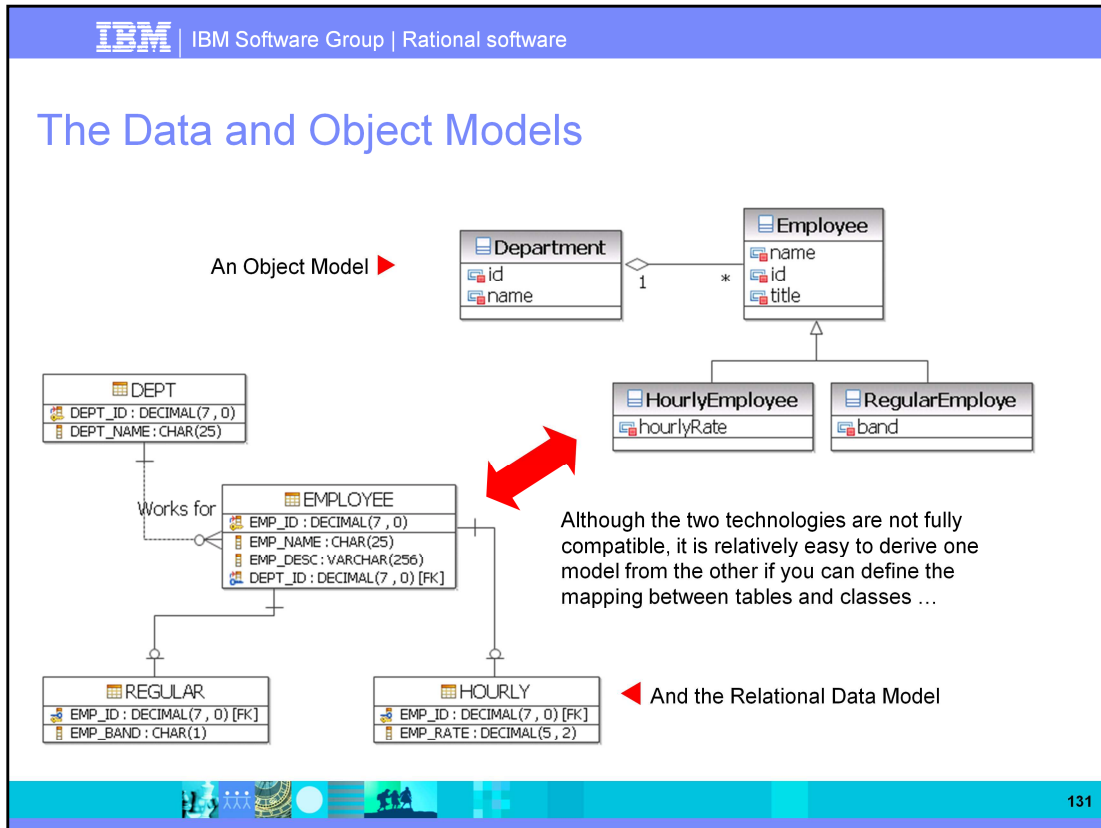 IBM | IBM Software Group | Rational software
The Data and Object Models
An Object Model
Department
id
name
1
*
Employee
name
id
title
HourlyEmployee
hourlyRate
RegularEmploye
band
DEPT
DEPT_ID : DECIMAL(7 , 0)
DEPT_NAME : CHAR(25)
Works for
EMPLOYEE
EMP_ID : DECIMAL(7 , 0)
EMP_NAME : CHAR(25)
EMP_DESC : VARCHAR(256)
DEPT_ID : DECIMAL(7 , 0) [FK]
Although the two technologies are not fully
compatible, it is relatively easy to derive one
model from the other if you can define the
mapping between tables and classes …
REGULAR
EMP_ID : DECIMAL(7 , 0) [FK]
EMP_BAND : CHAR(1)
HOURLY
EMP_ID : DECIMAL(7 , 0) [FK]
EMP_RATE : DECIMAL(5 , 2)
And the Relational Data Model
131